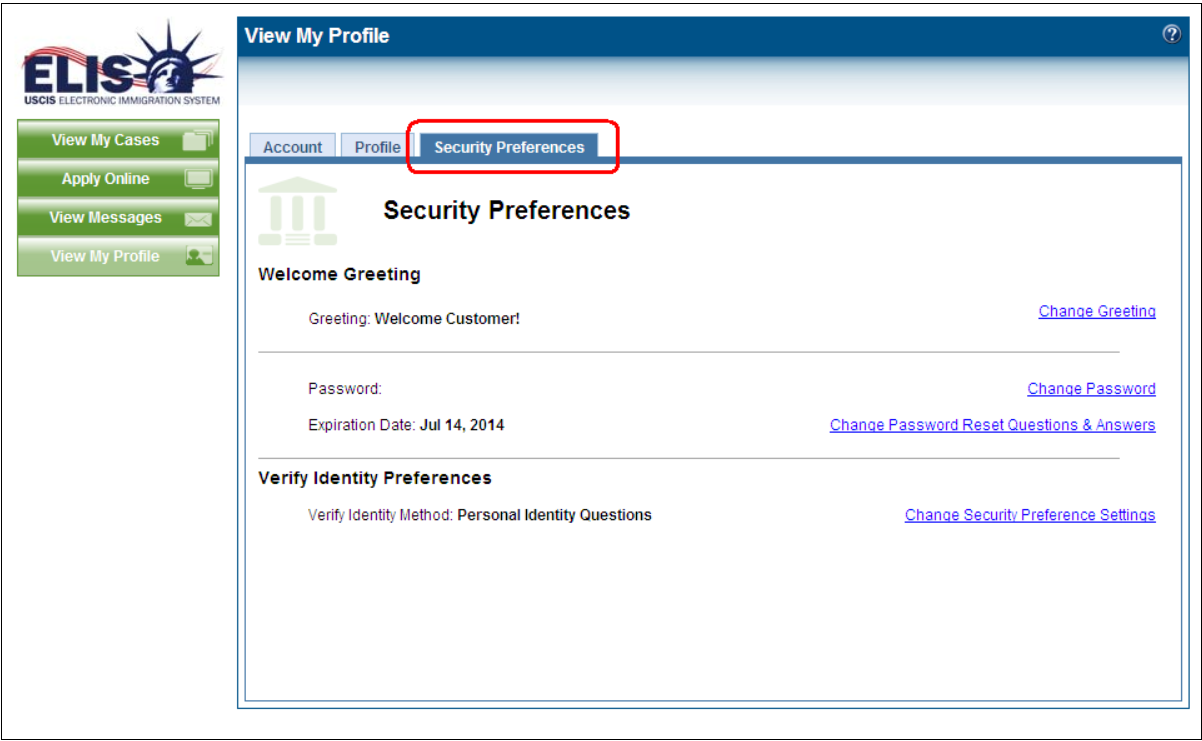 View My Profile
?
ELIS
USCIS ELECTRONIC IMMIGRATION SYSTEM
View My Cases
Apply Online
View Messages
View My Profile
Account Profile Security Preferences
Security Preferences
Welcome Greeting
Greeting: Welcome Customer! Change Greeting
Password: Change Password
Expiration Date: Jul 14, 2014 Change Password Reset Questions & Answers
Verify Identity Preferences
Verify Identity Method: Personal Identity Questions Change Security Preference Settings